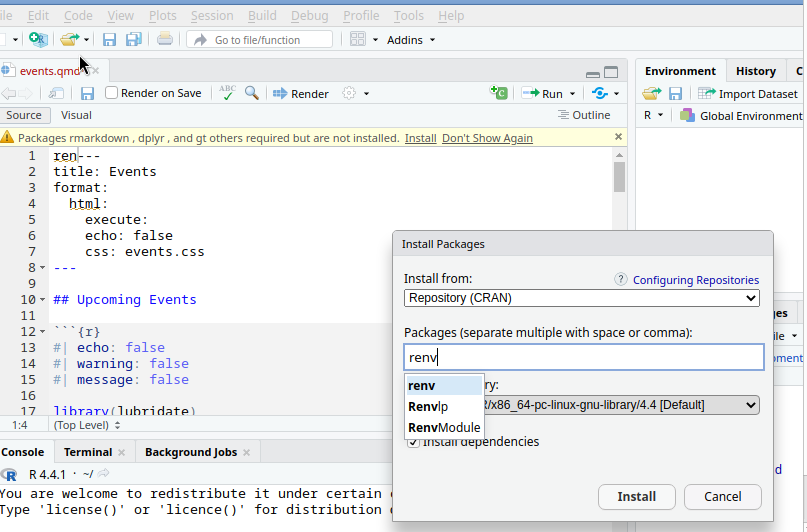 ile Edit Code View Plots Session Build Debug Profile Tools Help
Go to file/function Addins
events.qmd Environment History C
Render on Save ABC Render Run Import Dataset
Source Visual Outline R Global Environment
Packages rmarkdown , dplyr , and gt others required but are not installed. Install Don't Show Again
1 ren---
2 title: Events
3 format:
4 html:
5 execute:
6 echo: false
7 css: events.css
8 ---
9
10 ## Upcoming Events
11
12 ```{r}
13 #| echo: false
14 #| warning: false
15 #| message: false
16
17 library(lubridate)
1:4 (Top Level)
Console Terminal Background Jobs
R 4.4.1 · ~/
You are welcome to redistribute it under certain c
Type 'license()' or 'licence()' for distribution d
Install Packages
Install from: ? Configuring Repositories
Repository (CRAN)
Packages (separate multiple with space or comma):
renv
renv
Renvlp
RenvModule
ry:
R/x86_64-pc-linux-gnu-library/4.4 [Default]
Install dependencies
Install Cancel
ges
ile
oment
d